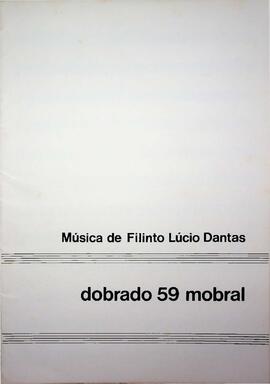 Música de Filinto Lúcio Dantas
dobrado 59 mobral